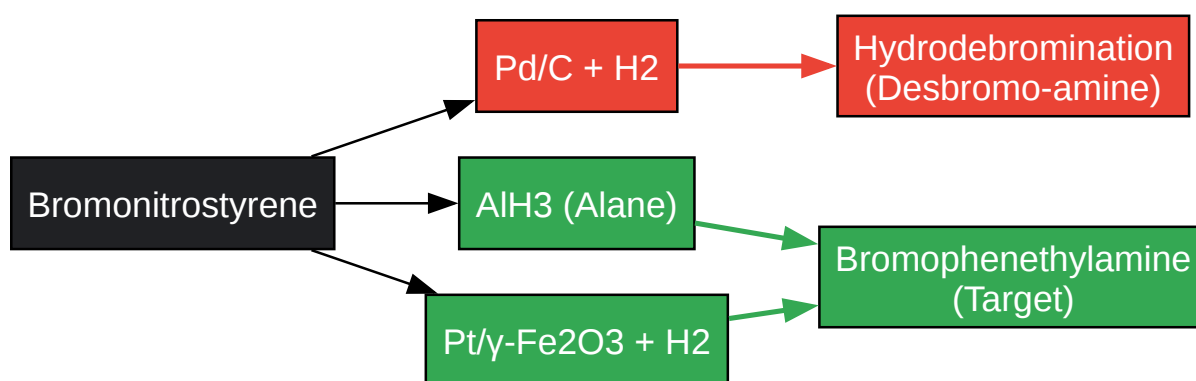 Pd/C + H2
Hydrodebromination
(Desbromo-amine)
Bromonitrostyrene
AlH3 (Alane)
Bromophenethylamine
(Target)
Pt/γ-Fe2O3 + H2